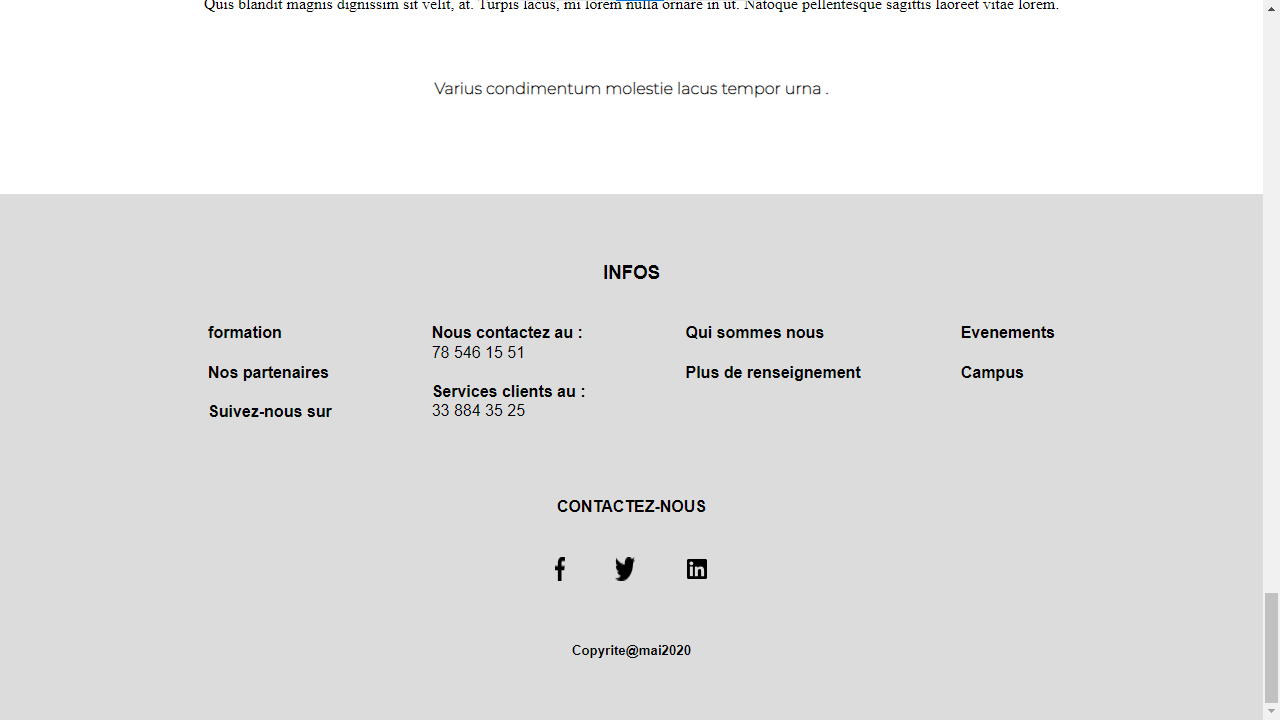 Quis blandit magnis dignissim sit velit, at. Turpis lacus, mi lorem nulla ornare in ut. Natoque pellentesque sagittis laoreet vitae lorem.
Varius condimentum molestie lacus tempor urna .
INFOS
formation
Nos partenaires
Suivez-nous sur
Nous contactez au :
78 546 15 51
Services clients au :
33 884 35 25
Qui sommes nous
Plus de renseignement
Evenements
Campus
CONTACTEZ-NOUS
Copyrite@mai2020